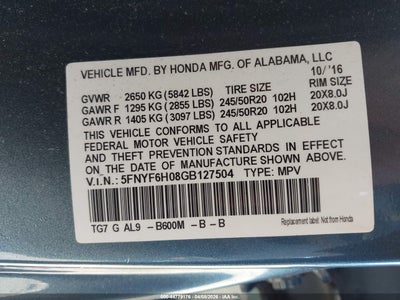 VEHICLE MFD. BY HONDA MFG. OF ALABAMA, LLC
10/ '16
GVWR 2650 KG (5842 LBS) TIRE SIZE RIM SIZE
GAWR F 1295 KG (2855 LBS) 245/50R20 102H 20X8.0J
GAWR R 1405 KG (3097 LBS) 245/50R20 102H 20X8.0J
THIS VEHICLE CONFORMS TO ALL APPLICABLE
FEDERAL MOTOR VEHICLE SAFETY AND
THEFT PREVENTION STANDARDS IN EFFECT ON THE
DATE OF MANUFACTURE SHOWN ABOVE.
V.I.N.: 5FNYF6H08GB127504 TYPE: MPV
TG7 G AL9 –B600M –B –B
Not from Honda